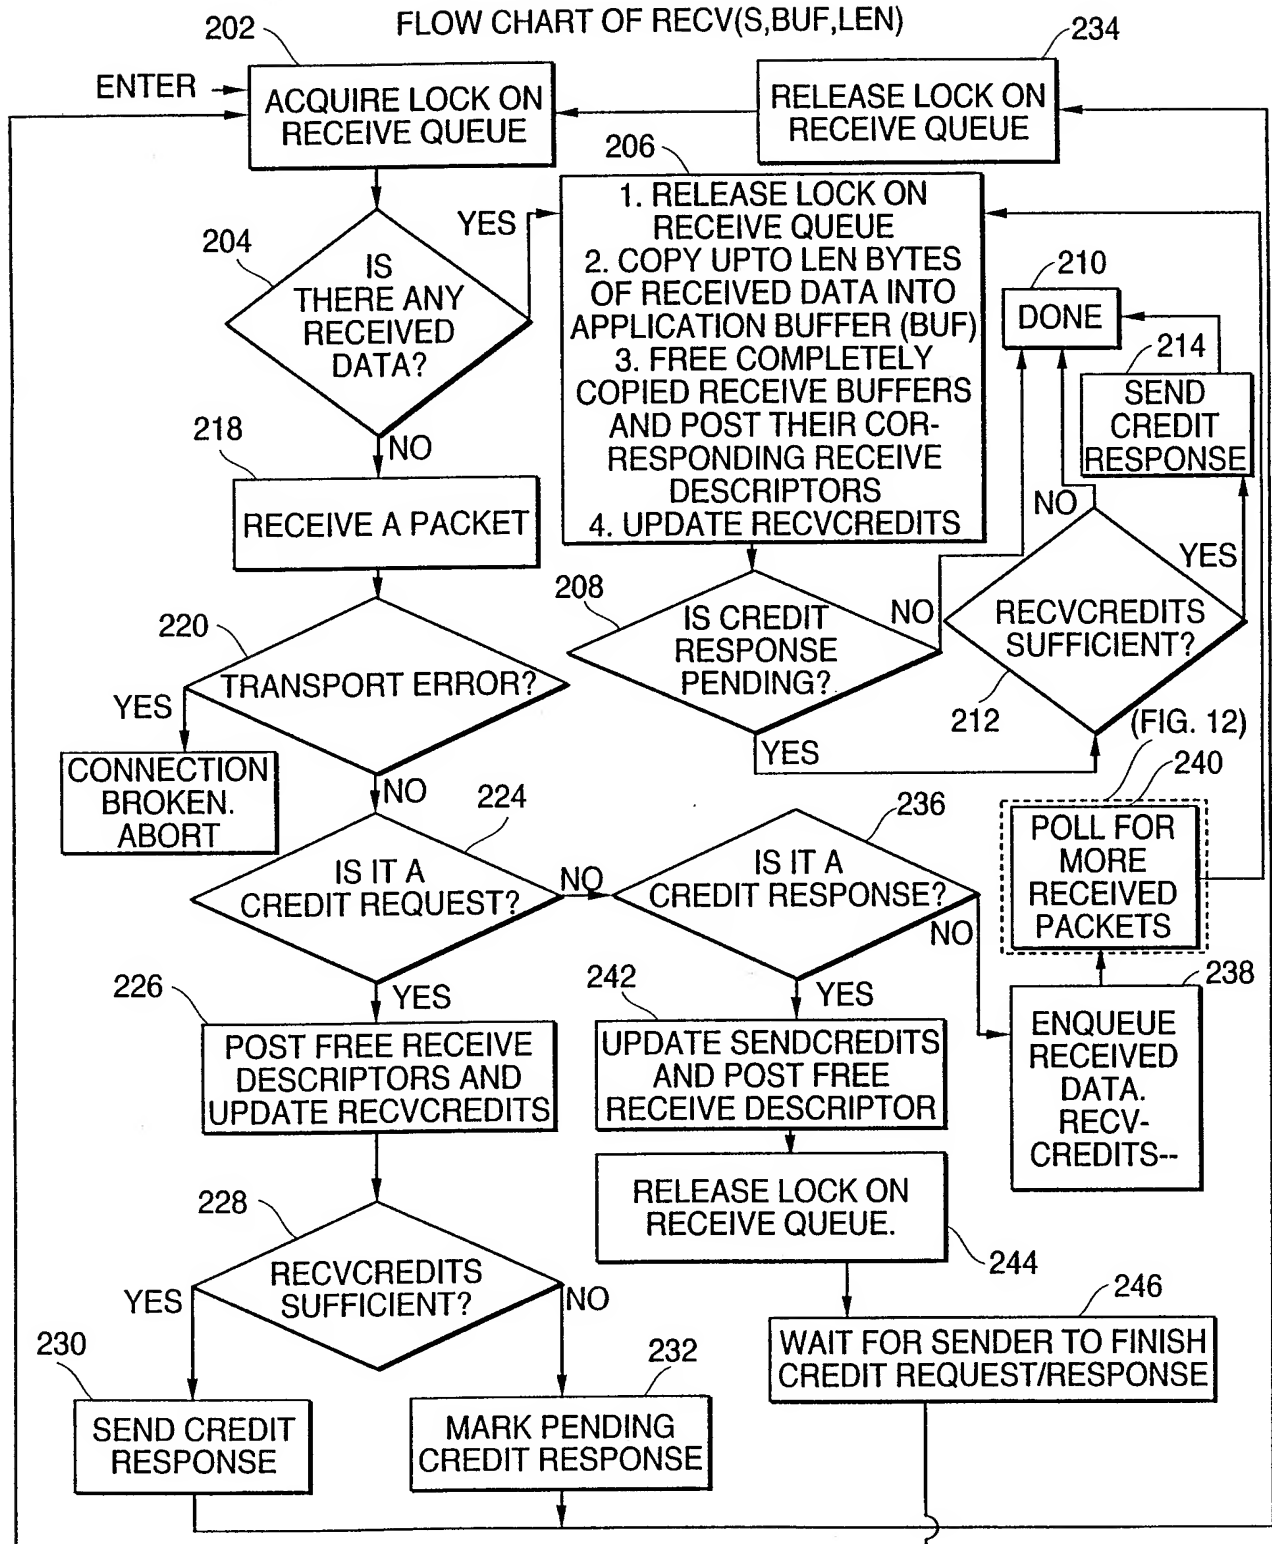 FLOW CHART OF RECV(S,BUF,LEN)
202
234
ENTER
ACQUIRE LOCK ON
RECEIVE QUEUE
RELEASE LOCK ON
RECEIVE QUEUE
206
1. RELEASE LOCK ON
RECEIVE QUEUE
2. COPY UPTO LEN BYTES
OF RECEIVED DATA INTO
APPLICATION BUFFER (BUF)
3. FREE COMPLETELY
COPIED RECEIVE BUFFERS
AND POST THEIR COR-
RESPONDING RECEIVE
DESCRIPTORS
4. UPDATE RECVCREDITS
YES
204
IS
THERE ANY
RECEIVED
DATA?
NO
210
DONE
214
SEND
CREDIT
RESPONSE
218
RECEIVE A PACKET
NO
YES
208
IS CREDIT
RESPONSE
PENDING?
NO
RECVCREDITS
SUFFICIENT?
212
YES
220
TRANSPORT ERROR?
YES
CONNECTION
BROKEN.
ABORT
NO
(FIG. 12)
240
POLL FOR
MORE
RECEIVED
PACKETS
224
IS IT A
CREDIT REQUEST?
NO
236
IS IT A
CREDIT RESPONSE?
NO
YES
YES
238
ENQUEUE
RECEIVED
DATA.
RECV-
CREDITS--
226
POST FREE RECEIVE
DESCRIPTORS AND
UPDATE RECVCREDITS
242
UPDATE SENDCREDITS
AND POST FREE
RECEIVE DESCRIPTOR
RELEASE LOCK ON
RECEIVE QUEUE.
244
228
RECVCREDITS
SUFFICIENT?
YES
NO
246
WAIT FOR SENDER TO FINISH
CREDIT REQUEST/RESPONSE
230
SEND CREDIT
RESPONSE
232
MARK PENDING
CREDIT RESPONSE